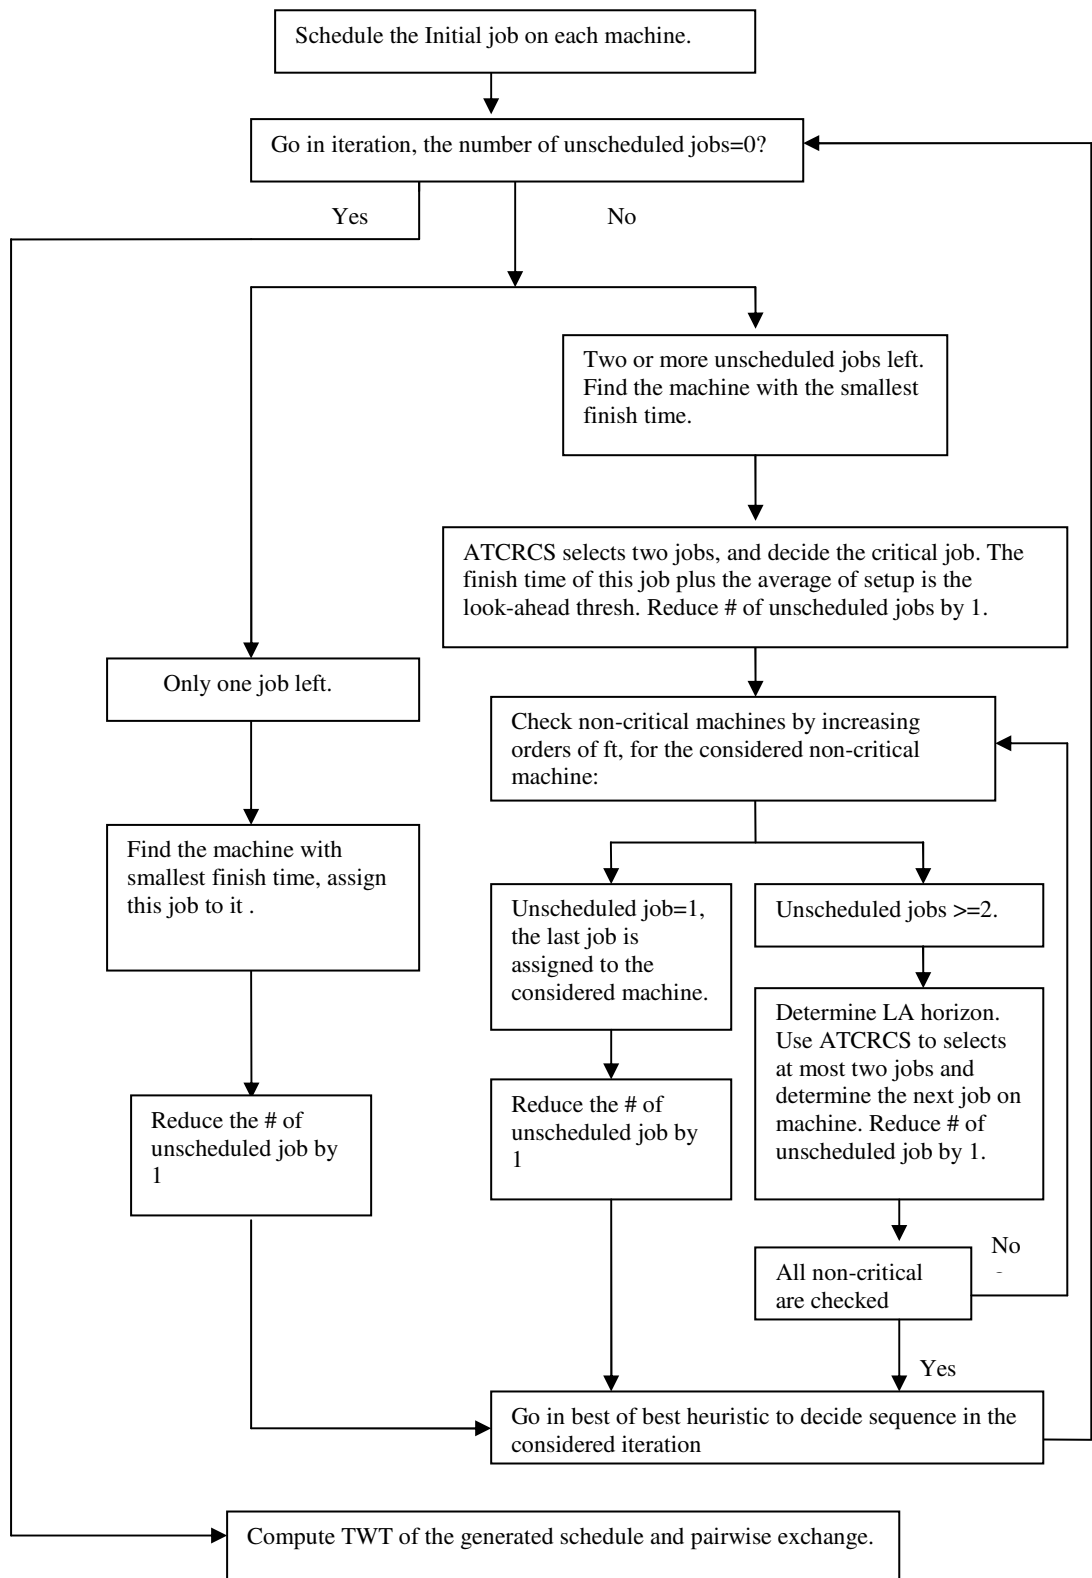 Schedule the Initial job on each machine.
Go in iteration, the number of unscheduled jobs=0?
Yes
No
Two or more unscheduled jobs left.
Find the machine with the smallest
finish time.
ATCRCS selects two jobs, and decide the critical job. The
finish time of this job plus the average of setup is the
look-ahead thresh. Reduce # of unscheduled jobs by 1.
Only one job left.
Check non-critical machines by increasing
orders of ft, for the considered non-critical
machine:
Find the machine with
smallest finish time, assign
this job to it .
Unscheduled job=1,
the last job is
assigned to the
considered machine.
Unscheduled jobs >=2.
Determine LA horizon.
Use ATCRCS to selects
at most two jobs and
determine the next job on
machine. Reduce # of
unscheduled job by 1.
Reduce the # of
unscheduled job by
1
Reduce the # of
unscheduled job by
1
All non-critical
are checked
No
Yes
Go in best of best heuristic to decide sequence in the
considered iteration
Compute TWT of the generated schedule and pairwise exchange.